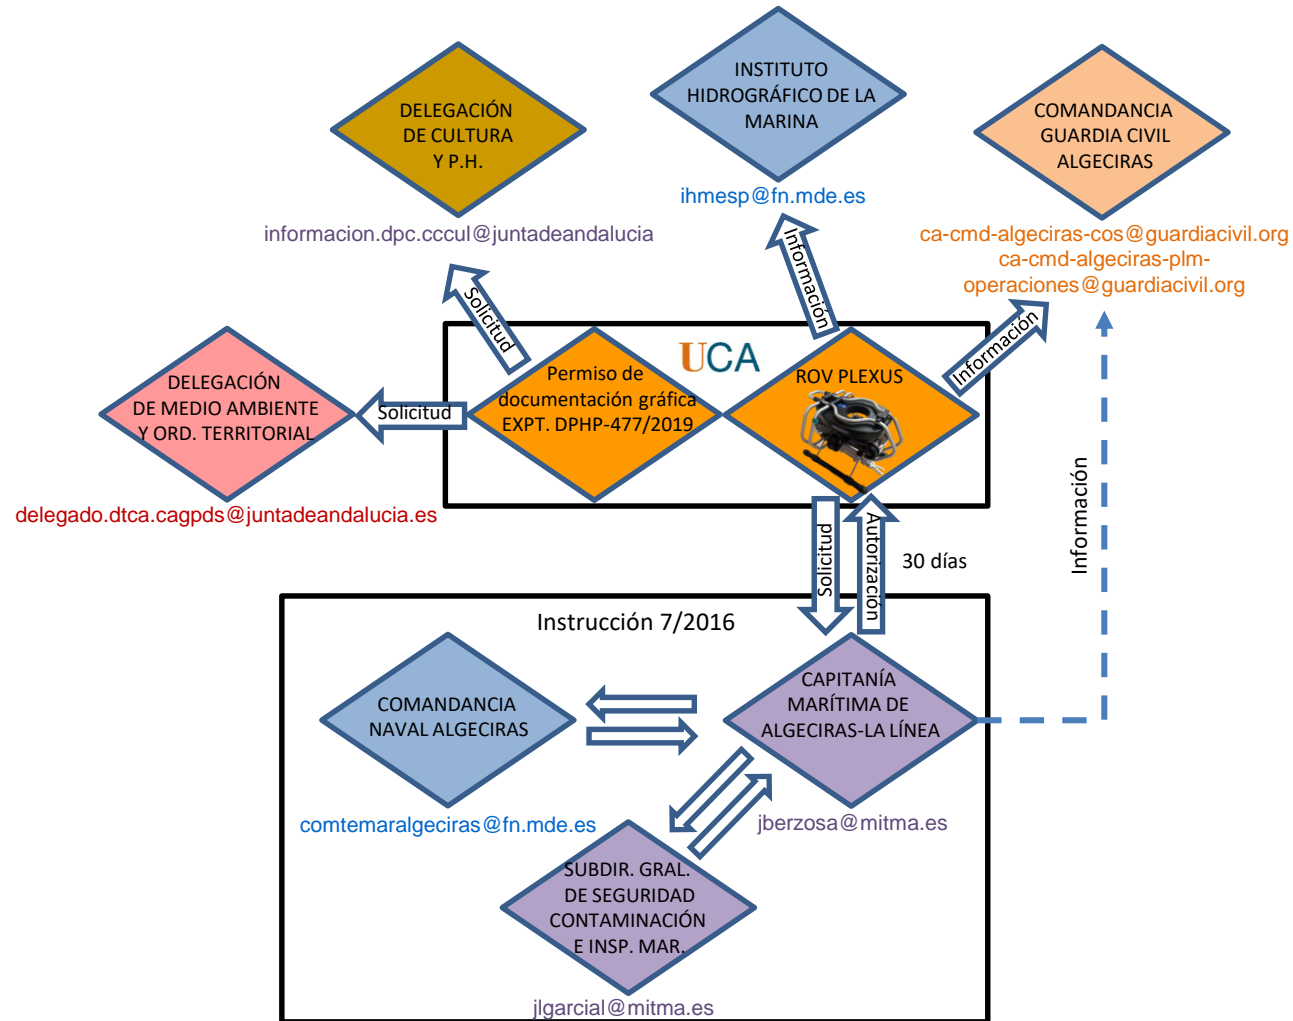 INSTITUTO
HIDROGRÁFICO DE LA
MARINA
ihmesp@fn.mde.es
DELEGACIÓN
DE CULTURA
Y P.H.
informacion.dpc.cccul@juntadeandalucia
COMANDANCIA
GUARDIA CIVIL
ALGECIRAS
ca-cmd-algeciras-cos@guardiacivil.org
ca-cmd-algeciras-plm-
operaciones@guardiacivil.org
Solicitud
Información
Información
UCA
DELEGACIÓN
DE MEDIO AMBIENTE
Y ORD. TERRITORIAL
delegado.dtca.cagpds@juntadeandalucia.es
Solicitud
Permiso de
documentación gráfica
EXPT. DPHP-477/2019
ROV PLEXUS
Solicitud
Autorización
30 días
Información
Instrucción 7/2016
COMANDANCIA
NAVAL ALGECIRAS
comtemaralgeciras@fn.mde.es
CAPITANÍA
MARÍTIMA DE
ALGECIRAS-LA LÍNEA
jberzosa@mitma.es
SUBDIR. GRAL.
DE SEGURIDAD
CONTAMINACIÓN
E INSP. MAR.
jlgarcial@mitma.es